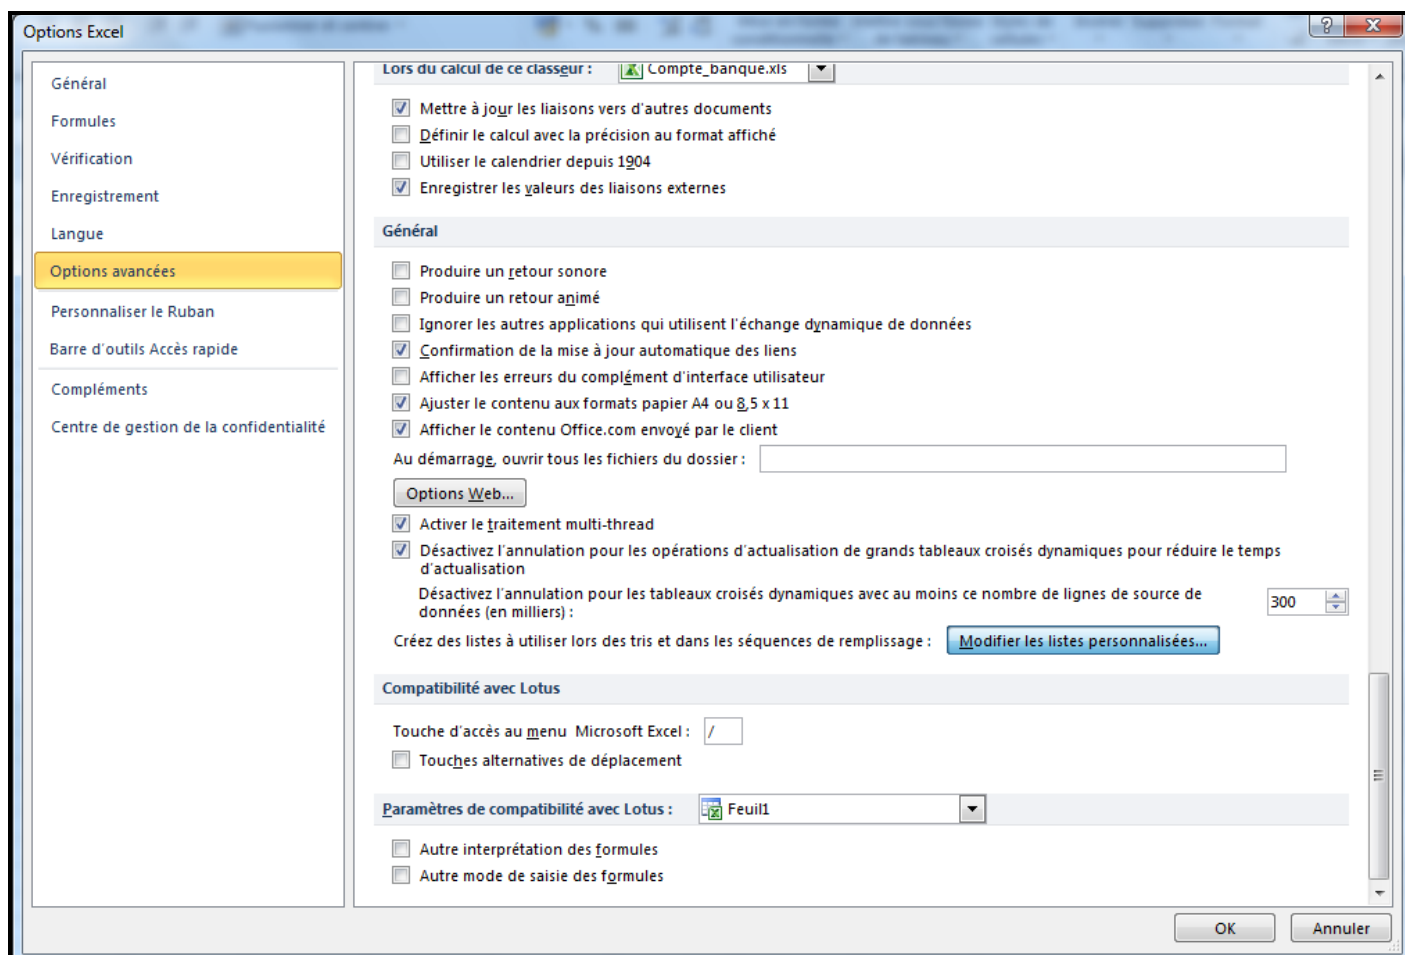 Options Excel
Général
Formules
Vérification
Enregistrement
Langue
Options avancées
Personnaliser le Ruban
Barre d'outils Accès rapide
Compléments
Centre de gestion de la confidentialité
Lors du calcul de ce classeur : Compte_banque.xls
Mettre à jour les liaisons vers d'autres documents
Définir le calcul avec la précision au format affiché
Utiliser le calendrier depuis 1904
Enregistrer les valeurs des liaisons externes
Général
Produire un retour sonore
Produire un retour animé
Ignorer les autres applications qui utilisent l'échange dynamique de données
Confirmation de la mise à jour automatique des liens
Afficher les erreurs du complément d'interface utilisateur
Ajuster le contenu aux formats papier A4 ou 8,5 x 11
Afficher le contenu Office.com envoyé par le client
Au démarrage, ouvrir tous les fichiers du dossier :
Options Web...
Activer le traitement multi-thread
Désactivez l'annulation pour les opérations d'actualisation de grands tableaux croisés dynamiques pour réduire le temps
d'actualisation
Désactivez l'annulation pour les tableaux croisés dynamiques avec au moins ce nombre de lignes de source de
données (en milliers) :
300
Créez des listes à utiliser lors des tris et dans les séquences de remplissage : Modifier les listes personnalisées...
Compatibilité avec Lotus
Touche d'accès au menu Microsoft Excel : /
Touches alternatives de déplacement
Paramètres de compatibilité avec Lotus : Feuil1
Autre interprétation des formules
Autre mode de saisie des formules
OK Annuler